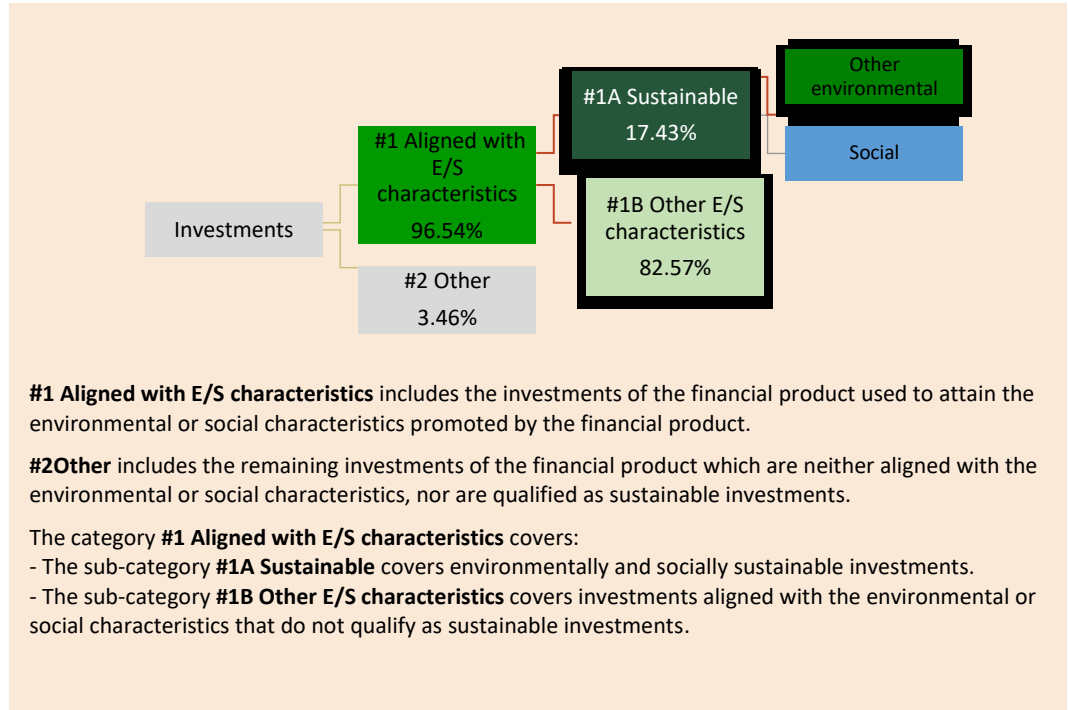 Other
environmental
#1A Sustainable
17.43%
Social
#1 Aligned with
E/S
characteristics
96.54%
#1B Other E/S
characteristics
82.57%
Investments
#2 Other
3.46%
#1 Aligned with E/S characteristics includes the investments of the financial product used to attain the
environmental or social characteristics promoted by the financial product.
#2Other includes the remaining investments of the financial product which are neither aligned with the
environmental or social characteristics, nor are qualified as sustainable investments.
The category #1 Aligned with E/S characteristics covers:
- The sub-category #1A Sustainable covers environmentally and socially sustainable investments.
- The sub-category #1B Other E/S characteristics covers investments aligned with the environmental or
social characteristics that do not qualify as sustainable investments.